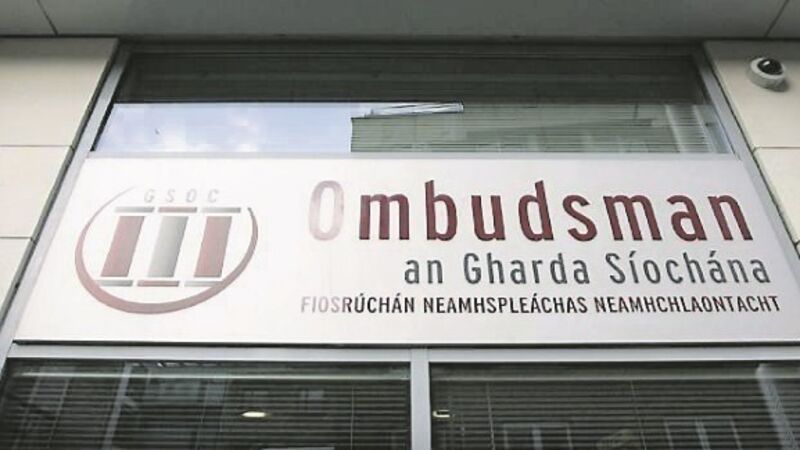 GSOC
Ombudsman
an Gharda Síochána
FIOSRÚCHÁN NEAMHSPLEÁCHAS NEAMHCHLAONTACHT